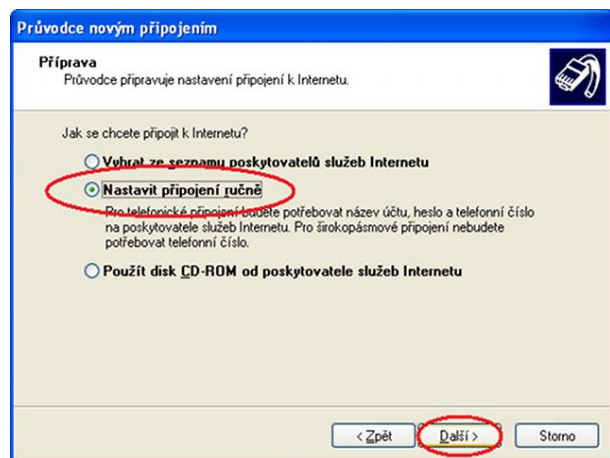 Průvodce novým připojením
Příprava
Průvodce připravuje nastavení připojení k Internetu.
Jak se chcete připojit k Internetu?
Vybrat ze seznamu poskytovatelů služeb Internetu
Nastavit připojení ručně
Pro telefonické připojení budete potřebovat název účtu, heslo a telefonní číslo
na poskytovatele služeb Internetu. Pro širokopásmové připojení nebudete
potřebovat telefonní číslo.
Použít disk CD-ROM od poskytovatele služeb Internetu
< Zpět Další > Storno